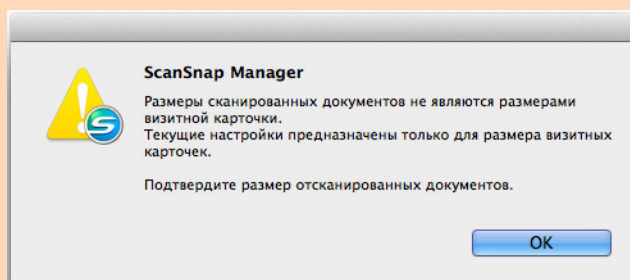 ScanSnap Manager
Размеры сканированных документов не являются размерами
визитной карточки.
Текущие настройки предназначены только для размера визитных
карточек.
Подтвердите размер отсканированных документов.
OK